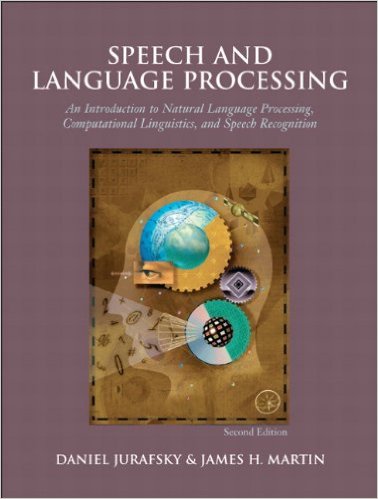 SPEECH AND
LANGUAGE PROCESSING
An Introduction to Natural Language Processing,
Computational Linguistics, and Speech Recognition
Second Edition
DANIEL JURAFSKY & JAMES H. MARTIN